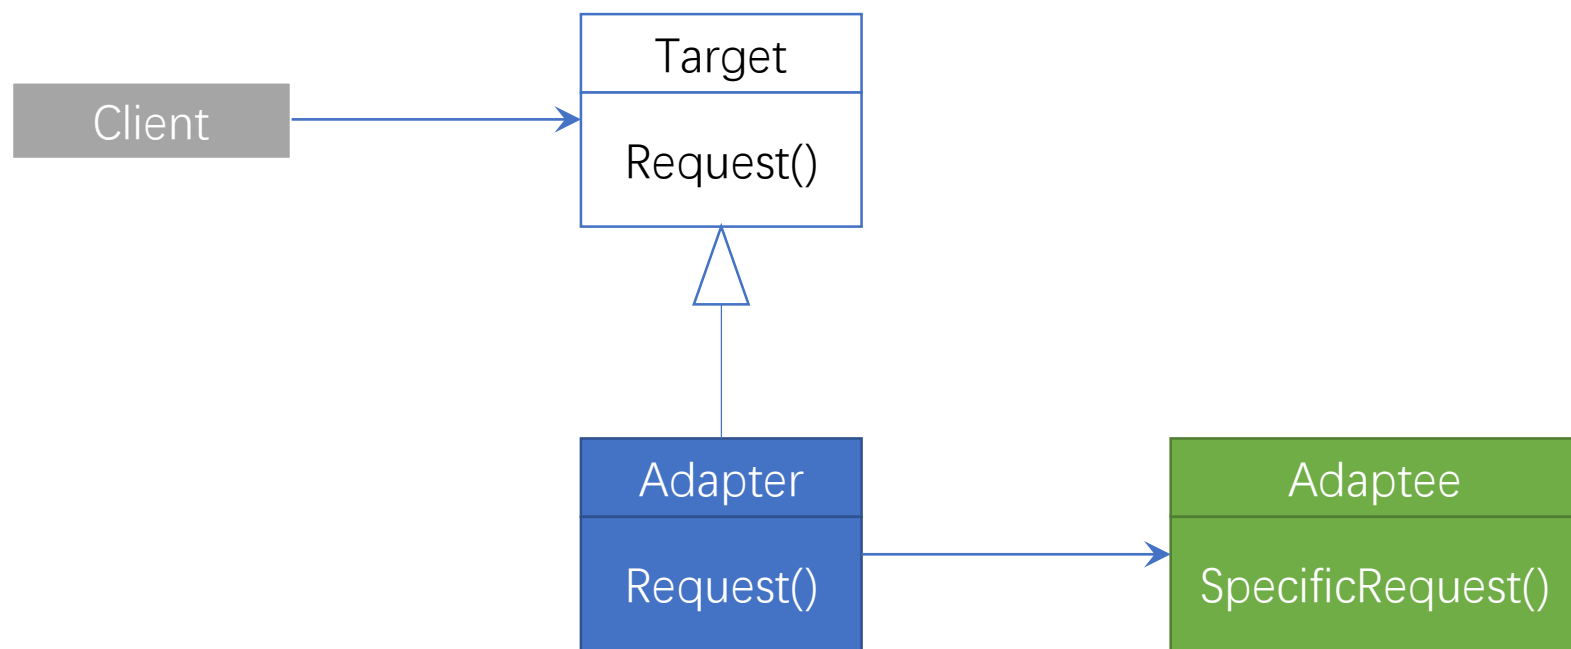 Target
Client
Request()
Adapter
Adaptee
Request()
SpecificRequest()